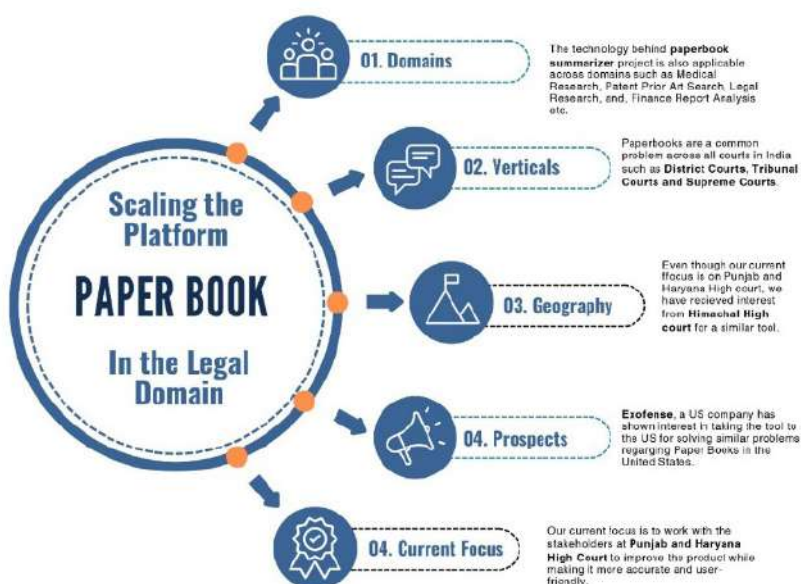 Scaling the
Platform
PAPER BOOK
In the Legal
Domain
01. Domains
The technology behind paperbook
summarizer project is also applicable
across domains such as Medical
Research, Patent Prior Art Search, Legal
Research, and, Finance Report Analysis
etc.
02. Verticals
Paperbooks are a common
problem across all courts in India
such as District Courts, Tribunal
Courts and Supreme Courts.
03. Geography
Even though our current
ffocus is on Punjab and
Haryana High court, we
have recieved interest
from Himachal High
court for a similar tool.
04. Prospects
Exofense, a US company has
shown interest in taking the tool to
the US for solving similar problems
regarging Paper Books in the
United States.
04. Current Focus
Our current focus is to work with the
stakeholders at Punjab and Haryana
High Court to improve the product while
making it more accurate and user-
friendly.